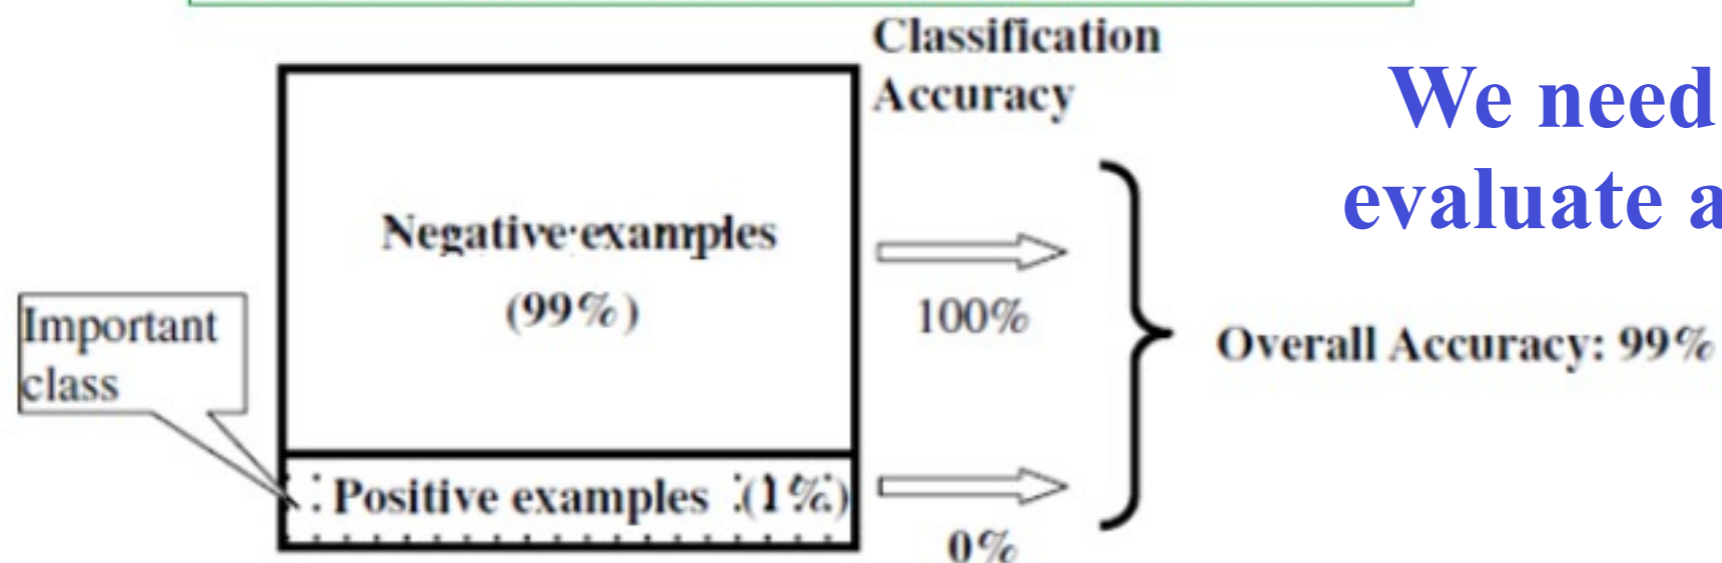 Classification
Accuracy
We need
evaluate a
Negative examples
(99%)
100%
Important
class
Overall Accuracy: 99%
Positive examples (1%)
0%